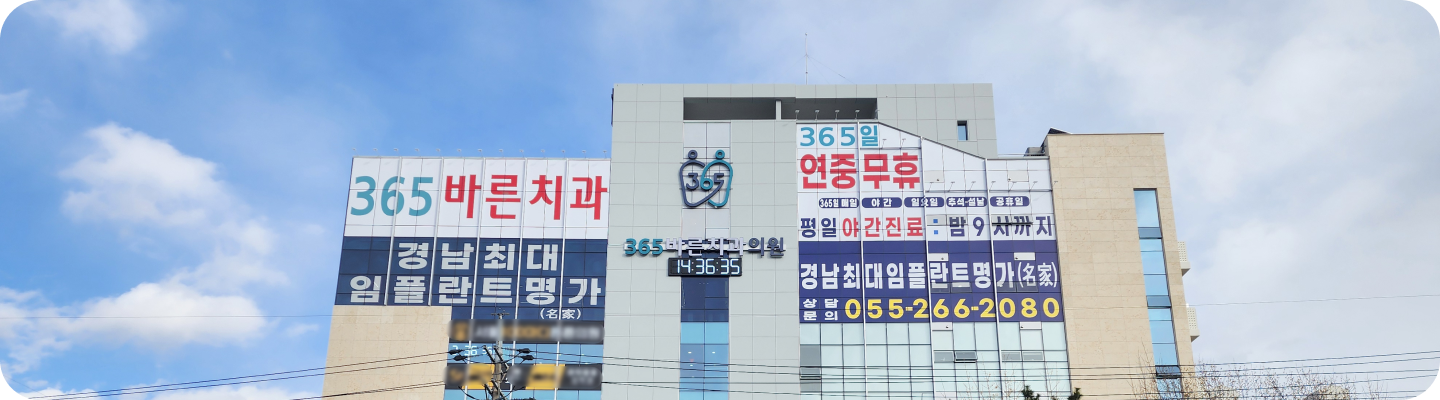 365바른치과
경남최대
임플란트명가
(名家)
365
365바른치과의원
14:36:35
365일
연중무휴
365일매일 야간 일요일 추석·설날 공휴일
평일야간진료:밤9시까지
경남최대임플란트명가(名家)
상담문의 055-266-2080